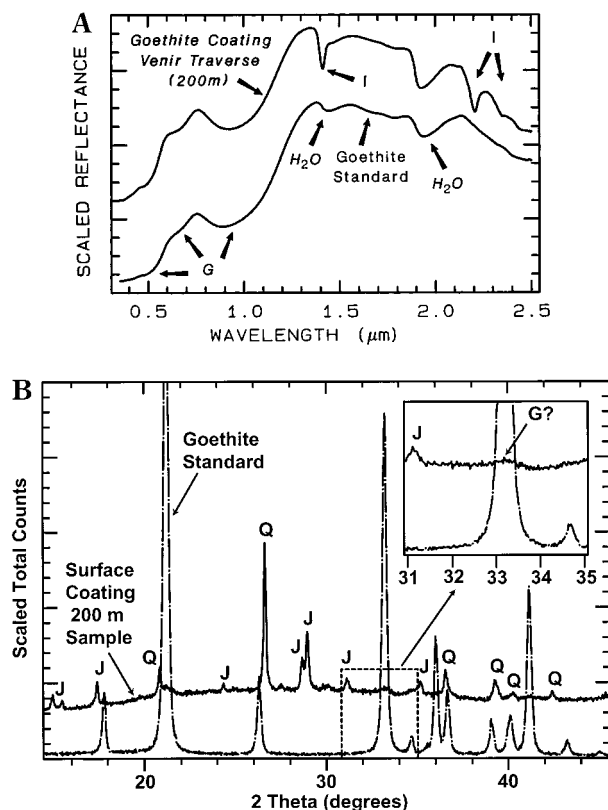 A
Goethite Coating
Venir Traverse
(200m)
I
I
H₂O
Goethite
Standard
H₂O
G
SCALED REFLECTANCE
0.5 1.0 1.5 2.0 2.5
WAVELENGTH (μm)
B
Goethite
Standard
Surface
Coating
200 m
Sample
J
J
Q
J
Q
J
J
J
J
Q
Q
Q
Q
J
G?
31 32 33 34 35
Scaled Total Counts
20 30 40
2 Theta (degrees)